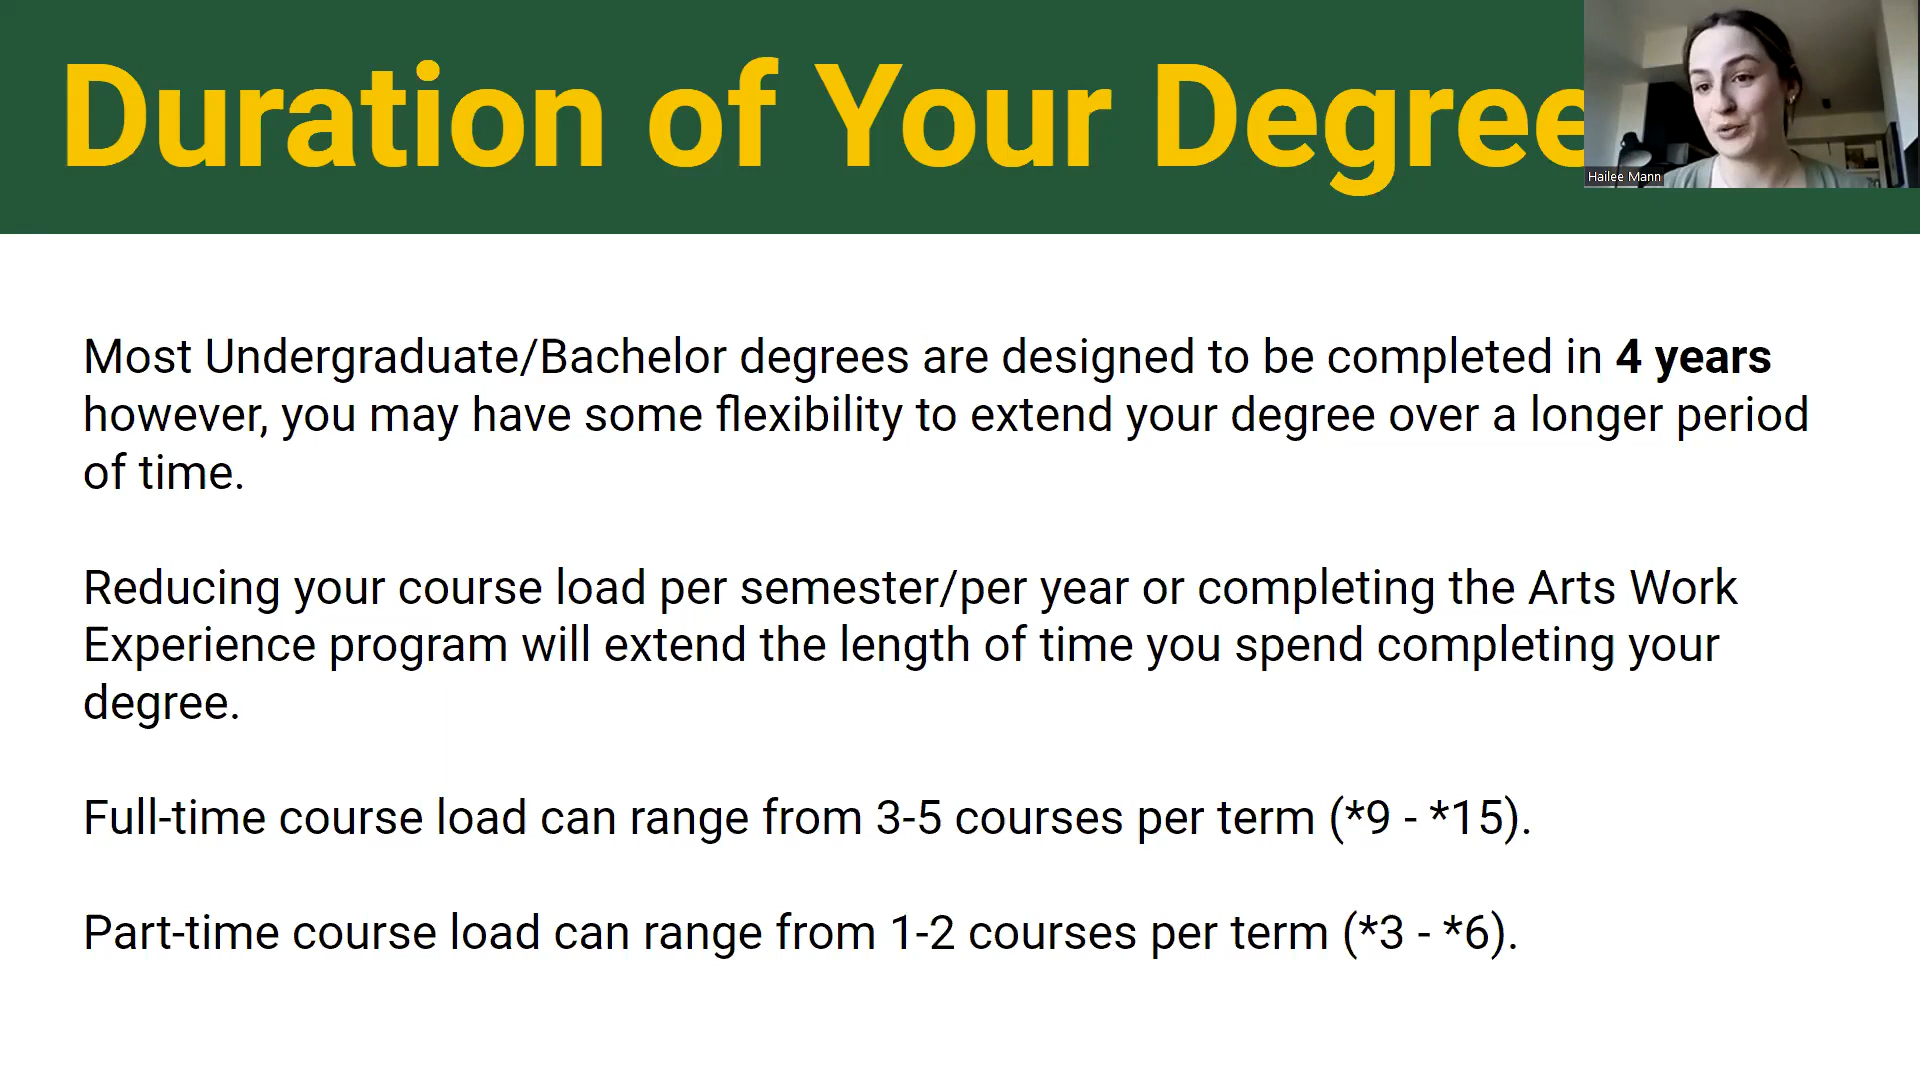 Duration of Your Degree
Hailee Mann
Most Undergraduate/Bachelor degrees are designed to be completed in 4 years
however, you may have some flexibility to extend your degree over a longer period
of time.
Reducing your course load per semester/per year or completing the Arts Work
Experience program will extend the length of time you spend completing your
degree.
Full-time course load can range from 3-5 courses per term (*9 - *15).
Part-time course load can range from 1-2 courses per term (*3 - *6).